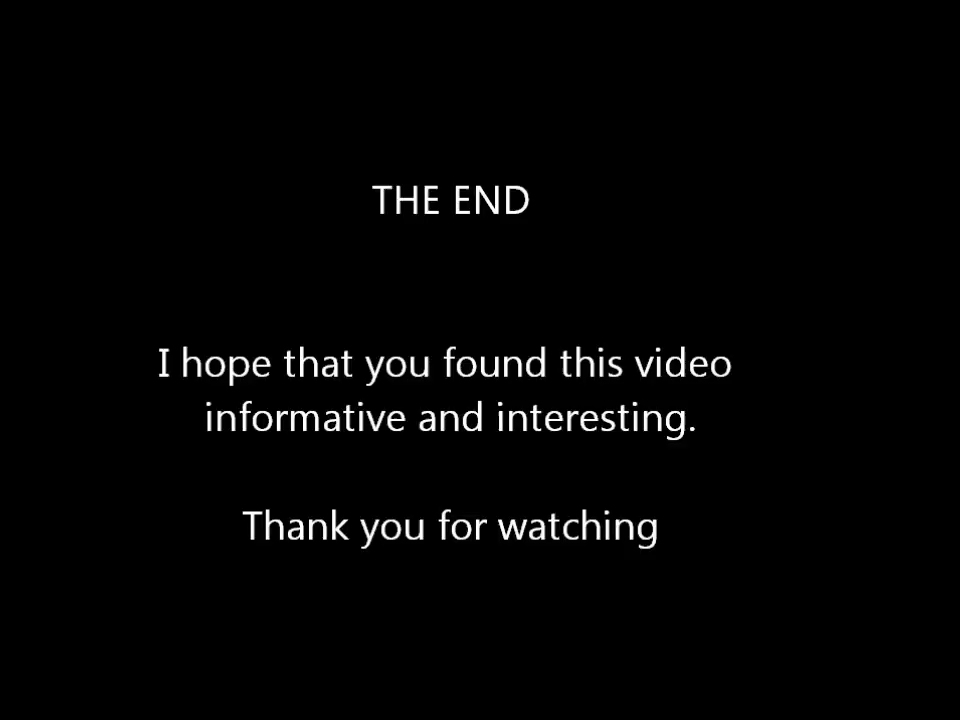 THE END
I hope that you found this video
informative and interesting.
Thank you for watching